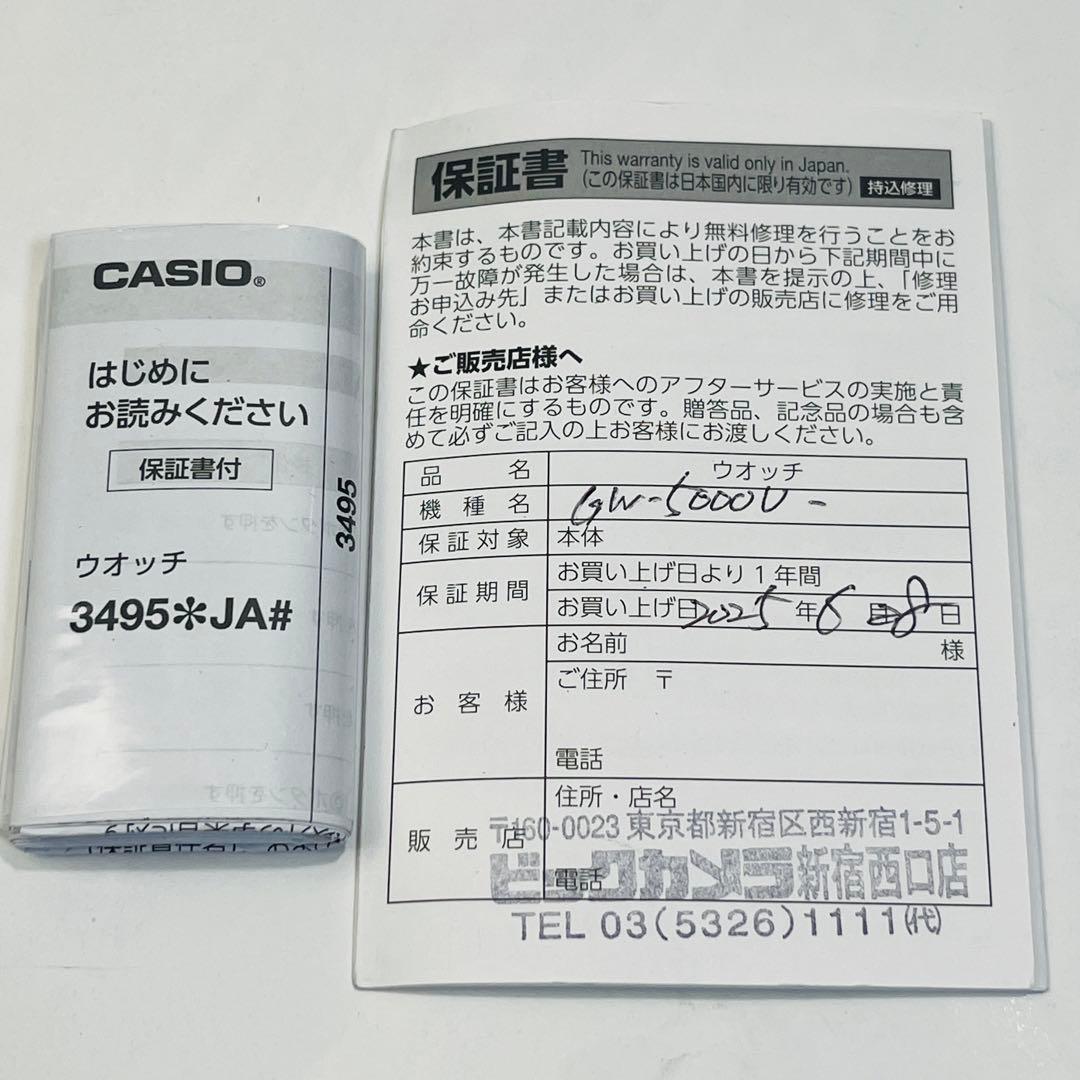 CASIO®
はじめに
お読みください
保証書付
ウオッチ
3495✻JA#
3495
保証書 This warranty is valid only in Japan.
(この保証書は日本国内に限り有効です) 持込修理
本書は、本書記載内容により無料修理を行うことをお
約束するものです。お買い上げの日から下記期間中に
万一故障が発生した場合は、本書を提示の上、「修理
お申込み先」またはお買い上げの販売店に修理をご用
命ください。
★ご販売店様へ
この保証書はお客様へのアフターサービスの実施と責
任を明確にするものです。贈答品、記念品の場合も含
めて必ずご記入の上お客様にお渡しください。
品名 ウオッチ
機種名 GW-5000U-
保証対象 本体
保証期間 お買い上げ日より1年間
お買い上げ日 2025年6月8日
お客様 お名前 様
ご住所 〒
電話
販売店 住所・店名
〒160-0023 東京都新宿区西新宿1-5-1
ビックカメラ新宿西口店
電話
TEL 03(5326)1111(代)